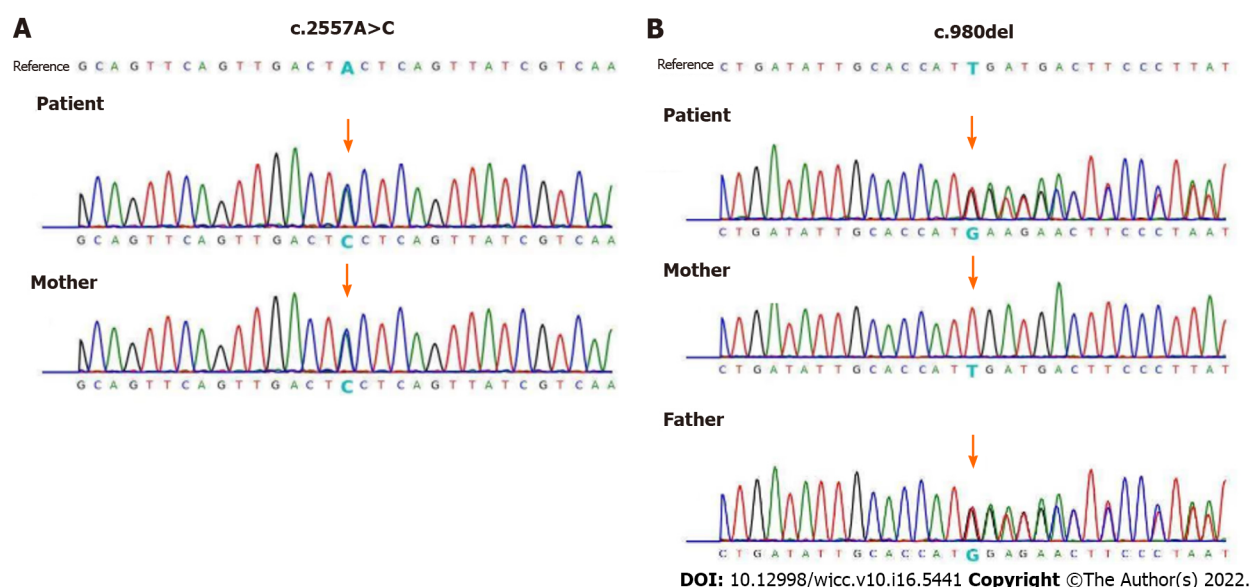 A
c.2557A>C
Reference G C A G T T C A G T T G A C T A C T C A G T T A T C G T C A A
Patient
G C A G T T C A G T T G A C T C C T C A G T T A T C G T C A A
Mother
G C A G T T C A G T T G A C T C C T C A G T T A T C G T C A A
B
c.980del
Reference C T G A T A T T G C A C C A T T G A T G A C T T C C C T T A T
Patient
C T G A T A T T G C A C C A T G A A G A A C T T C C C T A A T
Mother
C T G A T A T T G C A C C A T T G A T G A C T T C C C T T A T
Father
C T G A T A T T G C A C C A T G G A G A A C T T C C C T A A T
DOI: 10.12998/wjcc.v10.i16.5441 Copyright ©The Author(s) 2022.